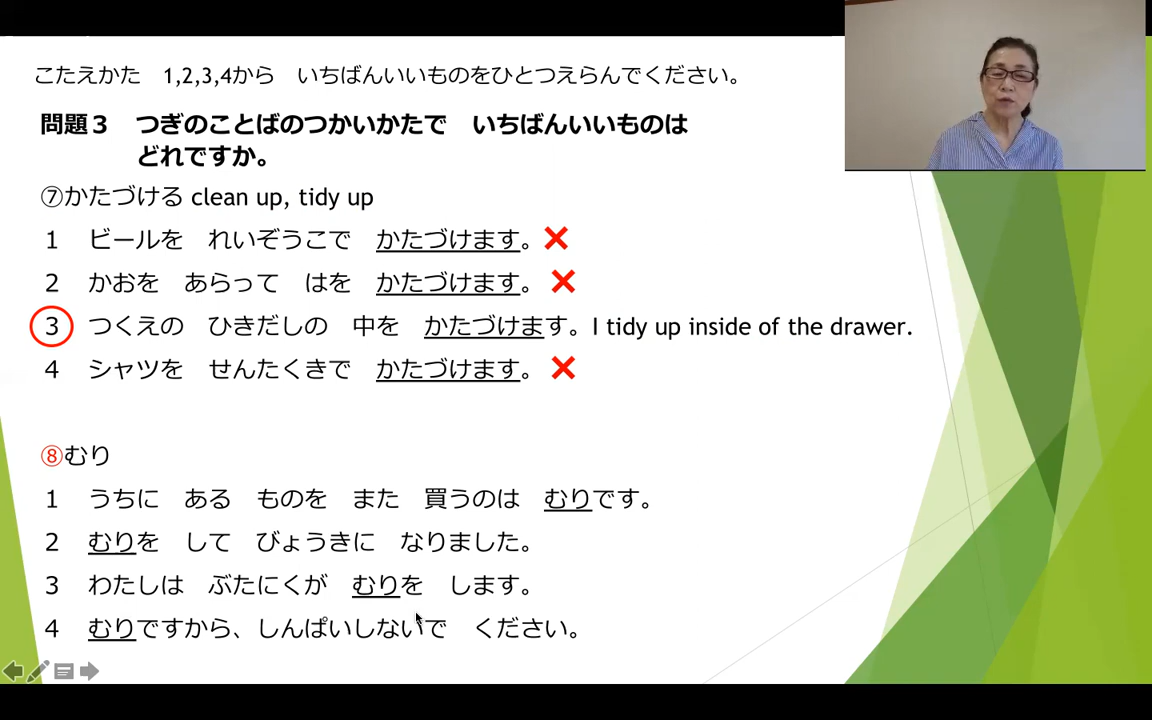 こたえかた　1,2,3,4から　いちばんいいものをひとつえらんでください。
問題３　つぎのことばのつかいかたで　いちばんいいものは
どれですか。
⑦かたづける clean up, tidy up
1　ビールを　れいぞうこで　かたづけます。❌
2　かおを　あらって　はを　かたづけます。❌
3　つくえの　ひきだしの　中を　かたづけます。I tidy up inside of the drawer.
4　シャツを　せんたくきで　かたづけます。❌
⑧むり
1　うちに　ある　ものを　また　買うのは　むりです。
2　むりを　して　びょうきに　なりました。
3　わたしは　ぶたにくが　むりを　します。
4　むりですから、しんぱいしないで　ください。